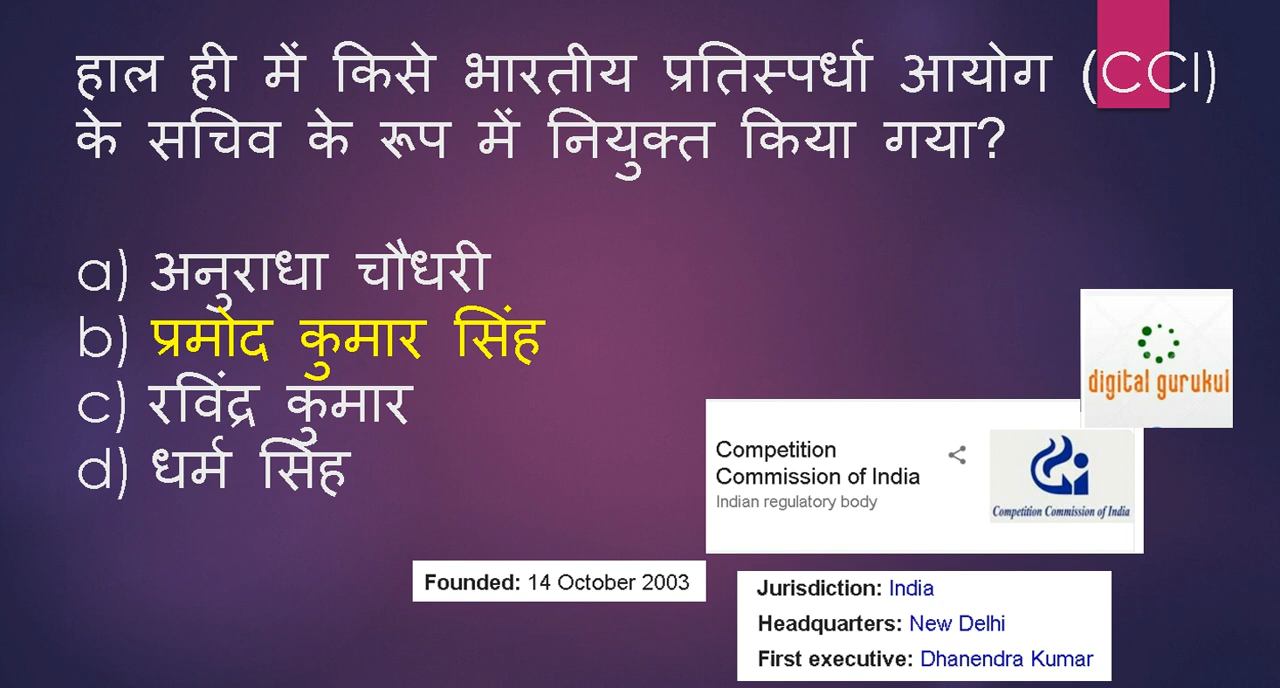 हाल ही में किसे भारतीय प्रतिस्पर्धा आयोग (CCI)
के सचिव के रूप में नियुक्त किया गया?
a) अनुराधा चौधरी
b) प्रमोद कुमार सिंह
c) रविंद्र कुमार
d) धर्म सिंह
digital gurukul
Competition
Commission of India
Indian regulatory body
Competition Commission of India
Founded: 14 October 2003
Jurisdiction: India
Headquarters: New Delhi
First executive: Dhanendra Kumar